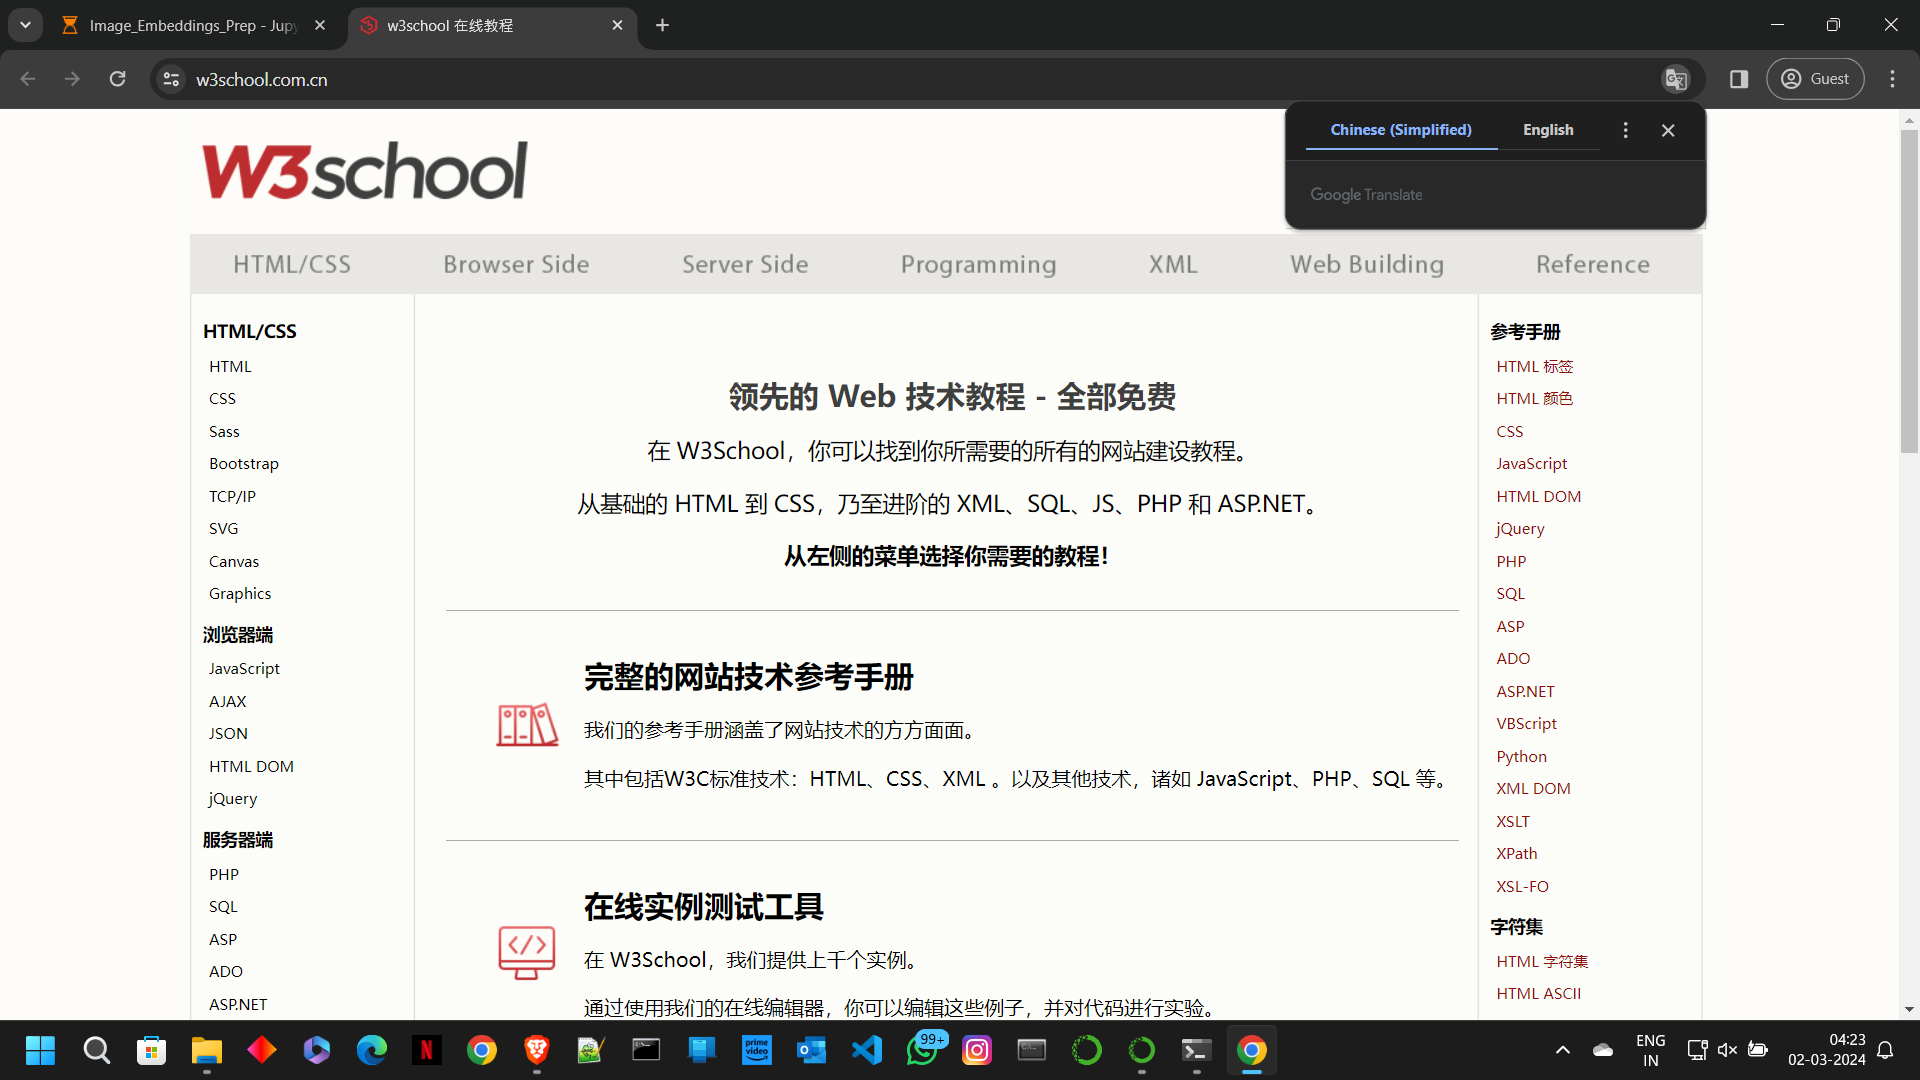 Image_Embeddings_Prep - Jupy
w3school 在线教程
w3school.com.cn
Guest
Chinese (Simplified)
English
Google Translate
W3school
HTML/CSS
Browser Side
Server Side
Programming
XML
Web Building
Reference
HTML/CSS
HTML
CSS
Sass
Bootstrap
TCP/IP
SVG
Canvas
Graphics
浏览器端
JavaScript
AJAX
JSON
HTML DOM
jQuery
服务器端
PHP
SQL
ASP
ADO
ASP.NET
领先的 Web 技术教程 - 全部免费
在 W3School，你可以找到你所需要的所有的网站建设教程。
从基础的 HTML 到 CSS，乃至进阶的 XML、SQL、JS、PHP 和 ASP.NET。
从左侧的菜单选择你需要的教程！
完整的网站技术参考手册
我们的参考手册涵盖了网站技术的方方面面。
其中包括W3C标准技术：HTML、CSS、XML 。以及其他技术，诸如 JavaScript、PHP、SQL 等。
在线实例测试工具
在 W3School，我们提供上千个实例。
通过使用我们的在线编辑器，你可以编辑这些例子，并对代码进行实验。
参考手册
HTML 标签
HTML 颜色
CSS
JavaScript
HTML DOM
jQuery
PHP
SQL
ASP
ADO
ASP.NET
VBScript
Python
XML DOM
XSLT
XPath
XSL-FO
字符集
HTML 字符集
HTML ASCII
prime video
99+
ENG
IN
04:23
02-03-2024